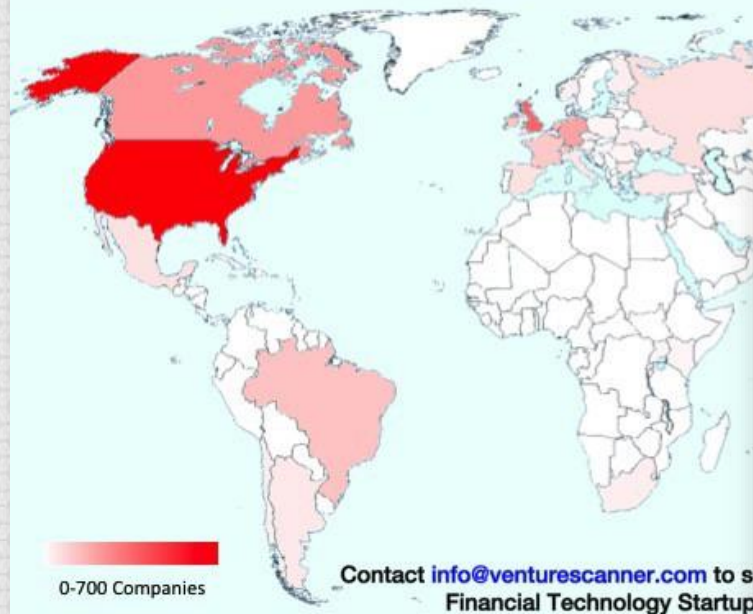 0-700 Companies
Contact info@venturescanner.com to s
Financial Technology Startup